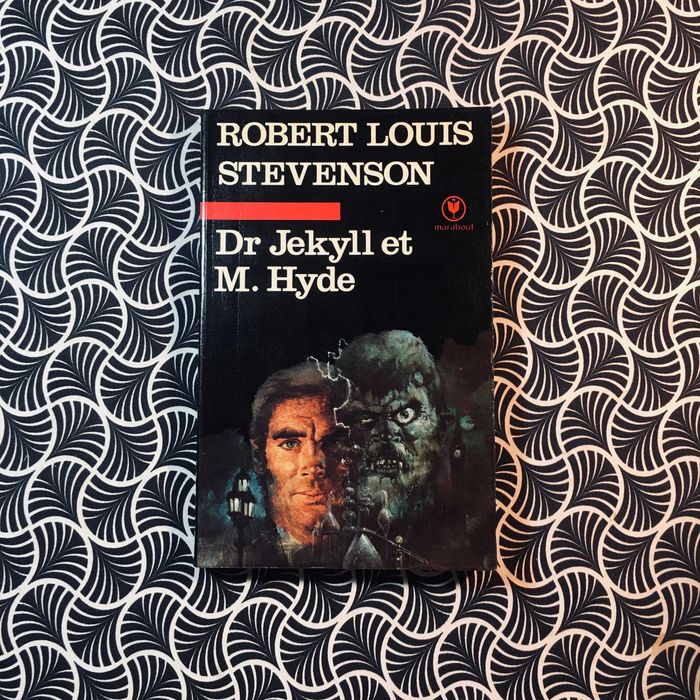 ROBERT LOUIS
STEVENSON
marabout
Dr Jekyll et
M. Hyde